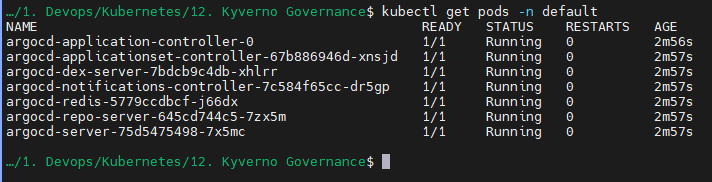 …/1. Devops/Kubernetes/12. Kyverno Governance$ kubectl get pods -n default
NAME READY STATUS RESTARTS AGE
argocd-application-controller-0 1/1 Running 0 2m56s
argocd-applicationset-controller-67b886946d-xnsjd 1/1 Running 0 2m57s
argocd-dex-server-7bdcb9c4db-xhlrr 1/1 Running 0 2m57s
argocd-notifications-controller-7c584f65cc-dr5gp 1/1 Running 0 2m57s
argocd-redis-5779ccdbcf-j66dx 1/1 Running 0 2m57s
argocd-repo-server-645cd744c5-7zx5m 1/1 Running 0 2m57s
argocd-server-75d5475498-7x5mc 1/1 Running 0 2m57s
…/1. Devops/Kubernetes/12. Kyverno Governance$